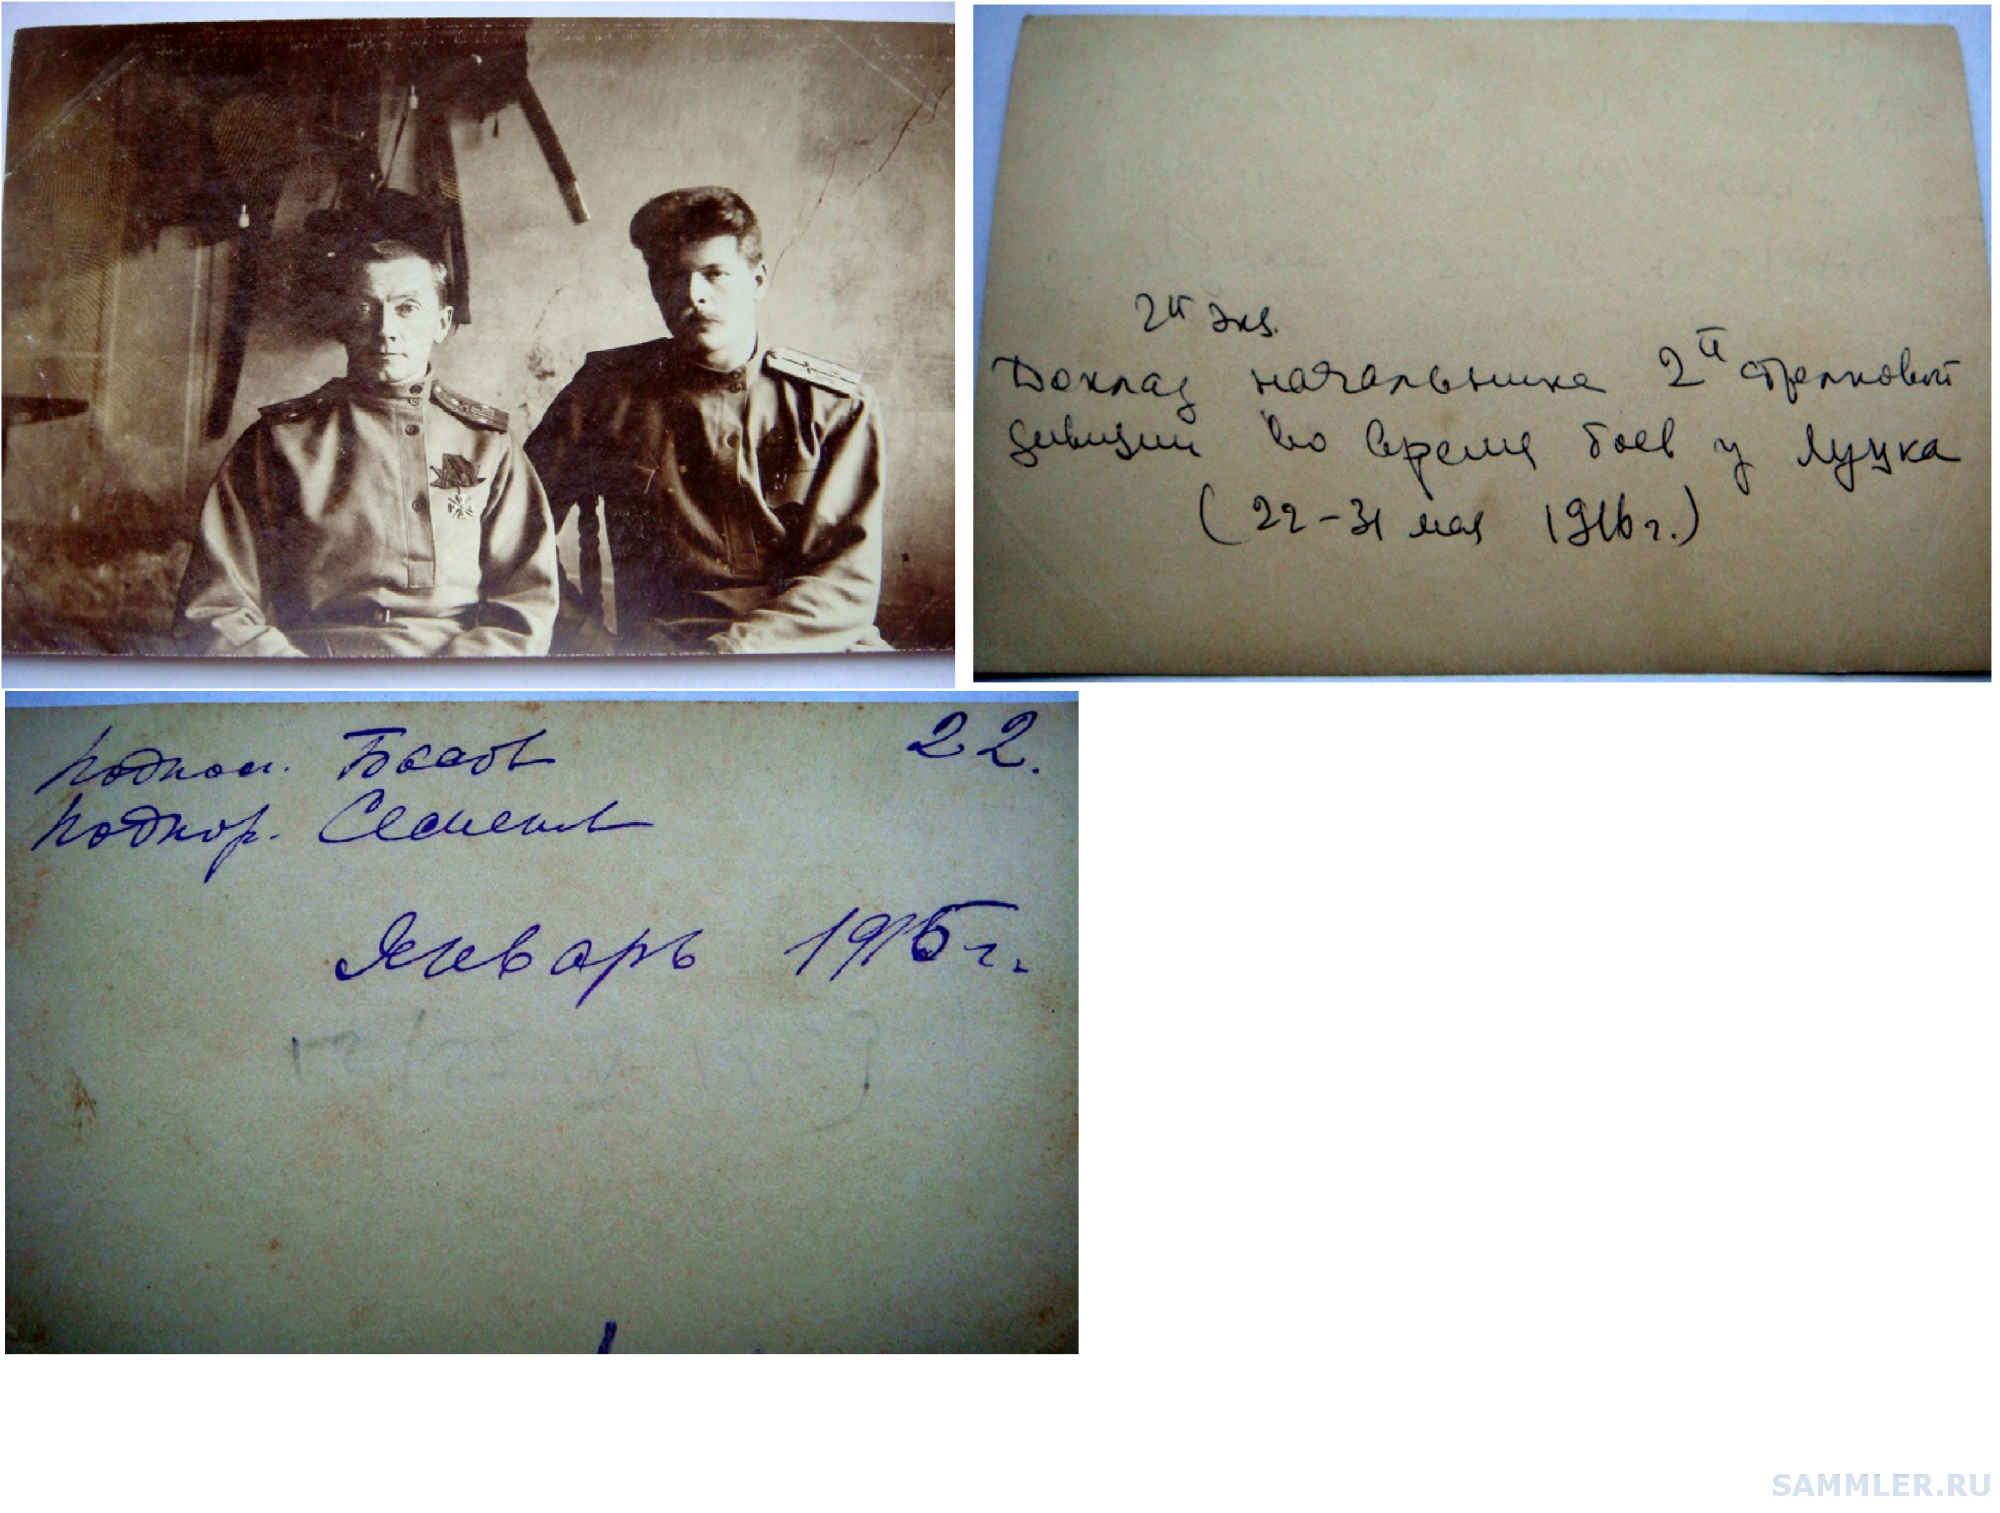 2й экз.
Доклад начальника 2й стрелковой
дивизии во время боев у Луцка
(22-31 мая 1916 г.)
подпол. Басов 22.
подпор. Семенов
Январь 1916 г.
SAMMLER.RU